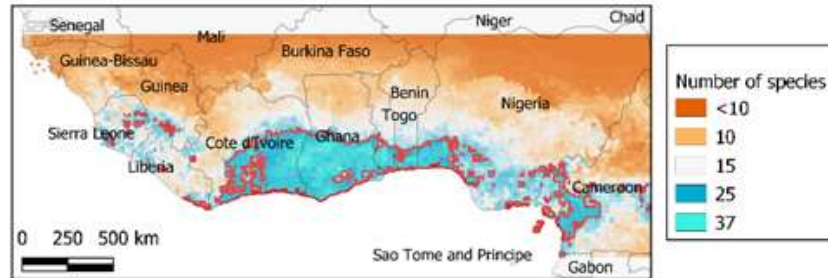 Senegal
Niger
Chad
Mali
Burkina Faso
Guinea-Bissau
Guinea
Benin
Togo
Nigeria
Sierra Leone
Cote d'Ivoire
Ghana
Liberia
Cameroon
0 250 500 km
Sao Tome and Principe
Gabon
Number of species
<10
10
15
25
37